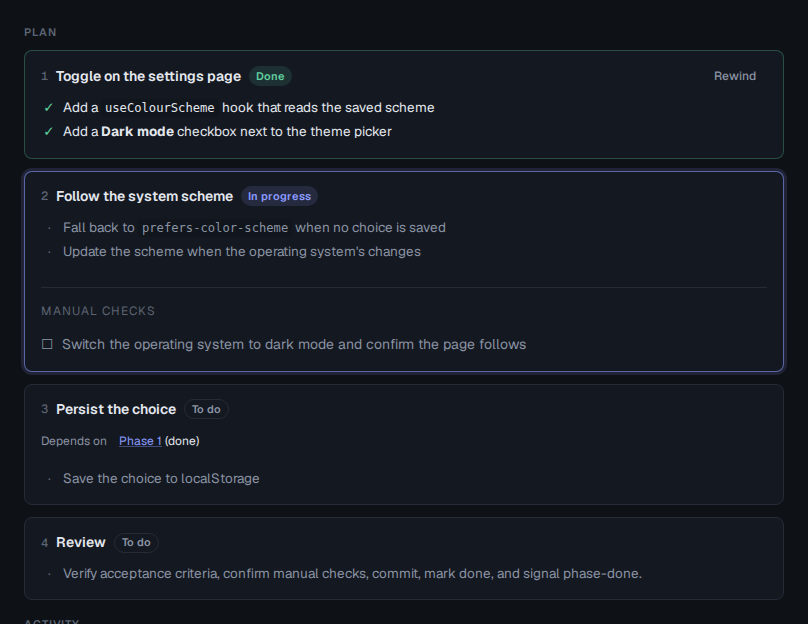 PLAN
1 Toggle on the settings page Done Rewind
✓ Add a useColourScheme hook that reads the saved scheme
✓ Add a Dark mode checkbox next to the theme picker
2 Follow the system scheme In progress
· Fall back to prefers-color-scheme when no choice is saved
· Update the scheme when the operating system's changes
MANUAL CHECKS
☐ Switch the operating system to dark mode and confirm the page follows
3 Persist the choice To do
Depends on Phase 1 (done)
· Save the choice to localStorage
4 Review To do
· Verify acceptance criteria, confirm manual checks, commit, mark done, and signal phase-done.
ACTIVITY